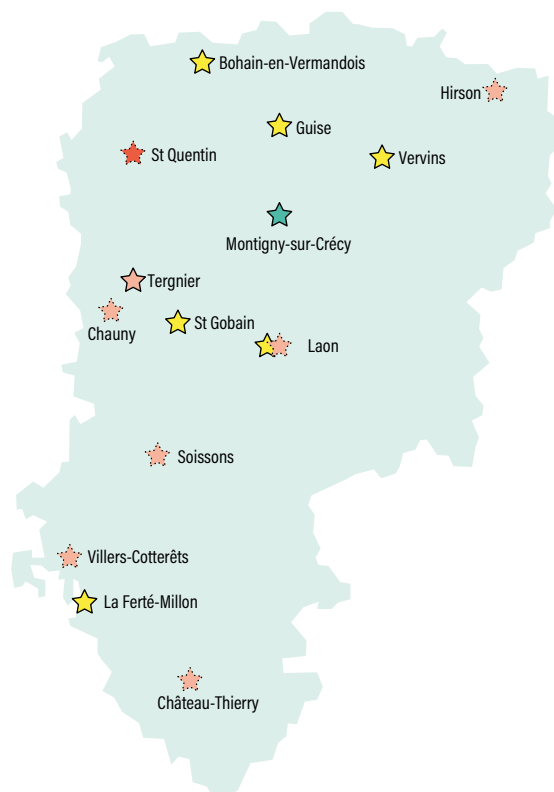 Bohain-en-Vermandois
Hirson
Guise
St Quentin
Vervins
Montigny-sur-Crécy
Tergnier
Chauny
St Gobain
Laon
Soissons
Villers-Cotterêts
La Ferté-Millon
Château-Thierry